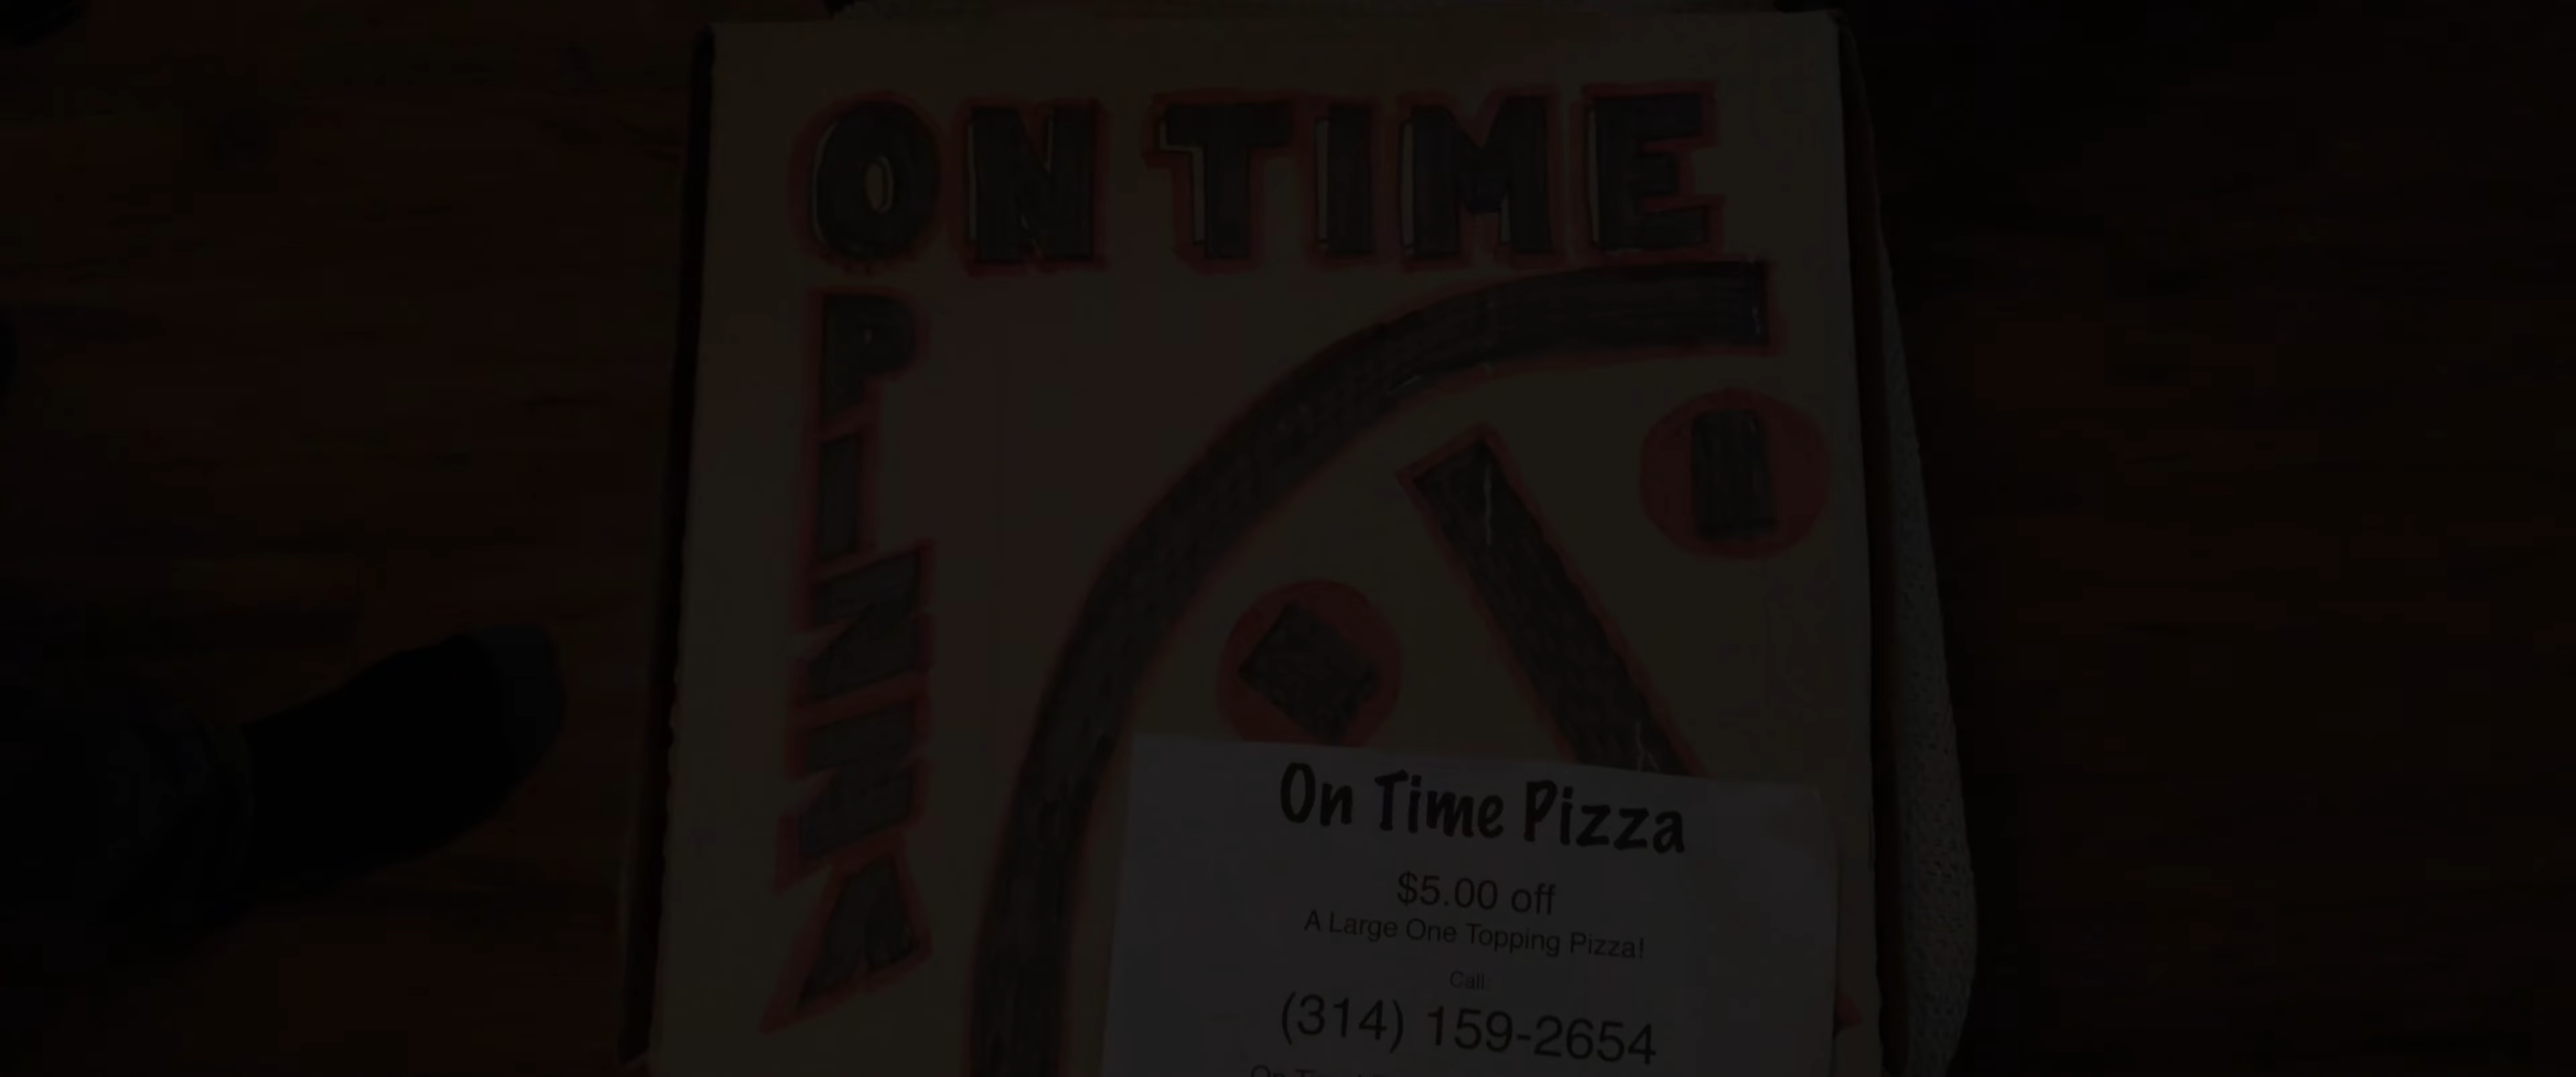 ON TIME
PIZZA
On Time Pizza
$5.00 off
A Large One Topping Pizza!
Call:
(314) 159-2654